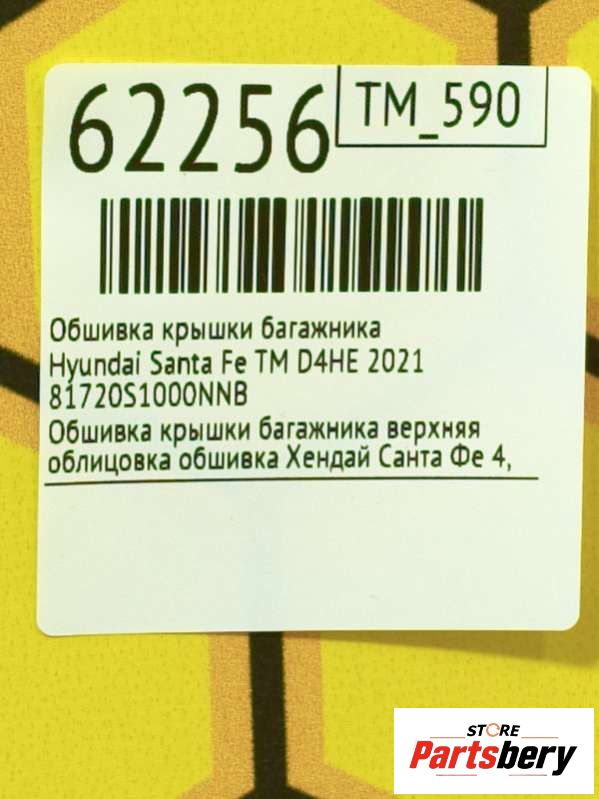 62256
TM_590
Обшивка крышки багажника
Hyundai Santa Fe TM D4HE 2021
81720S1000NNB
Обшивка крышки багажника верхняя
облицовка обшивка Хендай Санта Фе 4,
STORE
Partsbery